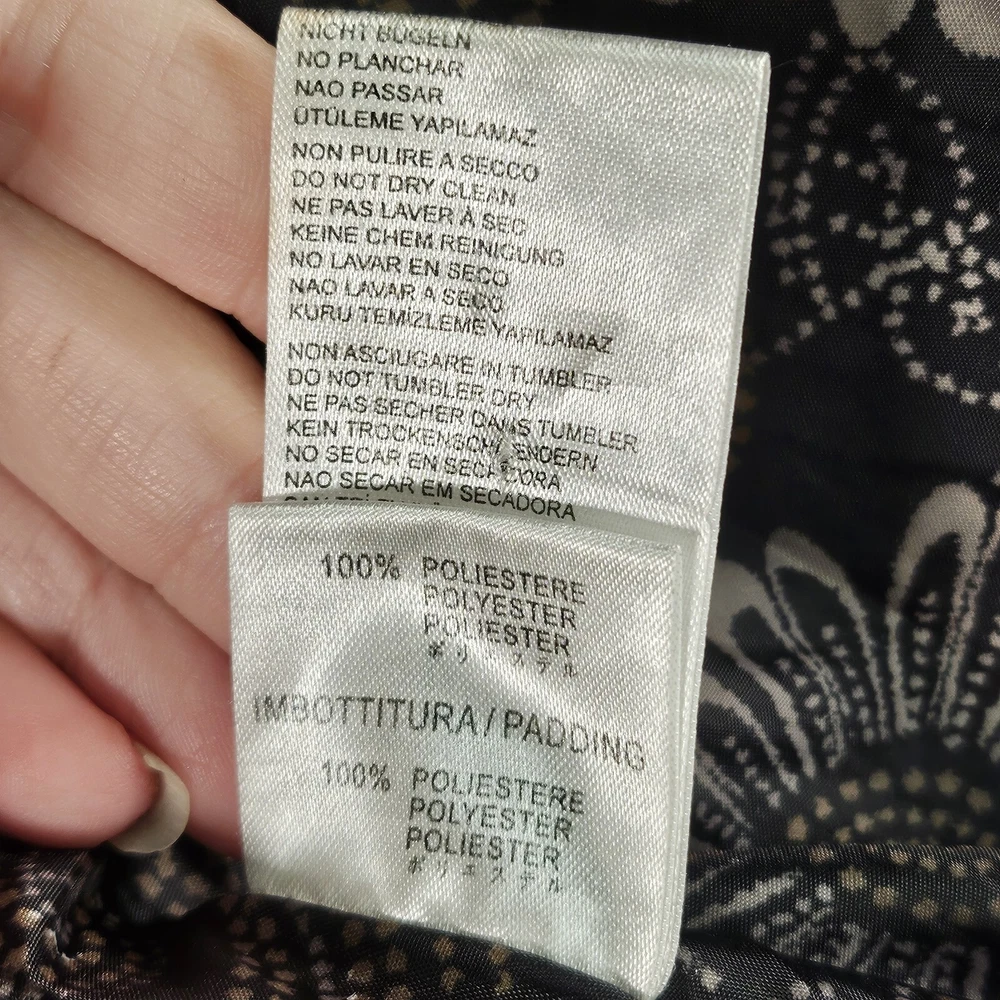 NICHT BÜGELN
NO PLANCHAR
NAO PASSAR
ÜTÜLEME YAPILAMAZ
NON PULIRE A SECCO
DO NOT DRY CLEAN
NE PAS LAVER À SEC
KEINE CHEM REINIGUNG
NO LAVAR EN SECO
NAO LAVAR A SECO
KURU TEMİZLEME YAPILAMAZ
NON ASCIUGARE IN TUMBLER
DO NOT TUMBLER DRY
NE PAS SECHER DANS TUMBLER
KEIN
NO SECAR EN
NAO SECAR EM SECADORA
100% POLIESTERE
POLYESTER
POLIESTER
ポリエステル
IMBOTTITURA/PADDING
100% POLIESTERE
POLYESTER
POLIESTER
ポリエステル